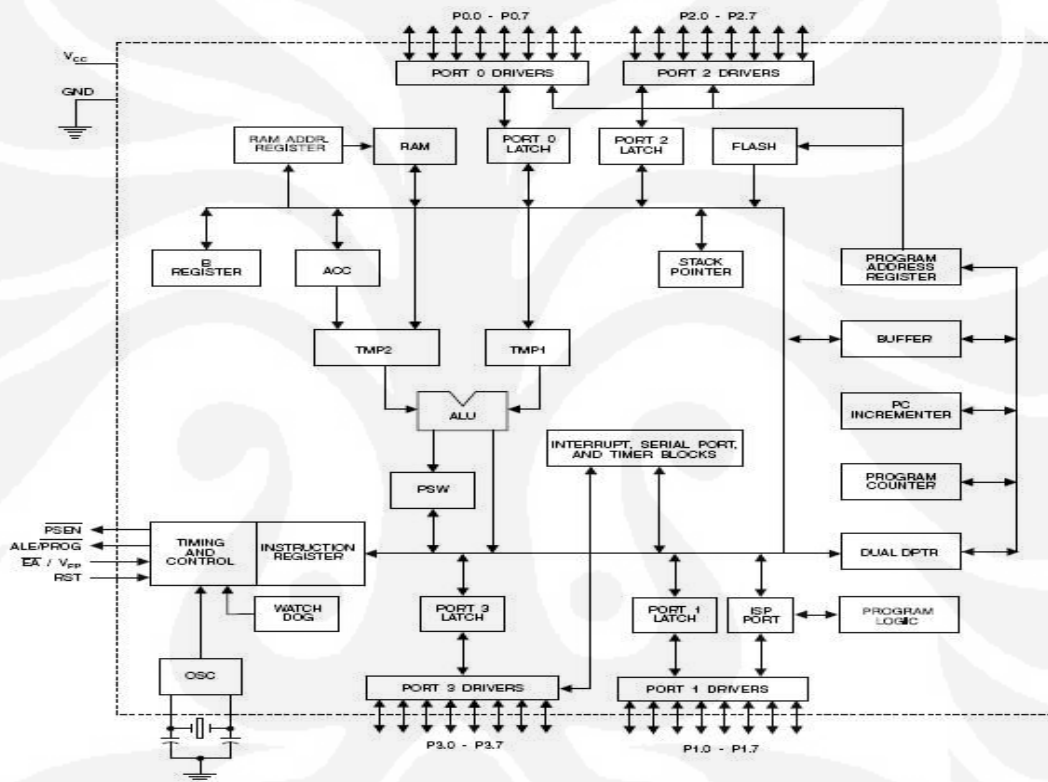 P0.0 - P0.7
P2.0 - P2.7
VCC
PORT 0 DRIVERS
PORT 2 DRIVERS
GND
RAM ADDR.
REGISTER
RAM
PORT 0
LATCH
PORT 2
LATCH
FLASH
B
REGISTER
ACC
STACK
POINTER
PROGRAM
ADDRESS
REGISTER
TMP2
TMP1
BUFFER
ALU
PC
INCREMENTER
INTERRUPT, SERIAL PORT,
AND TIMER BLOCKS
PSW
PROGRAM
COUNTER
PSEN
ALE/PROG
EA / VPP
RST
TIMING
AND
CONTROL
INSTRUCTION
REGISTER
DUAL DPTR
WATCH
DOG
PORT 3
LATCH
PORT 1
LATCH
ISP
PORT
PROGRAM
LOGIC
OSC
PORT 3 DRIVERS
PORT 1 DRIVERS
P3.0 - P3.7
P1.0 - P1.7